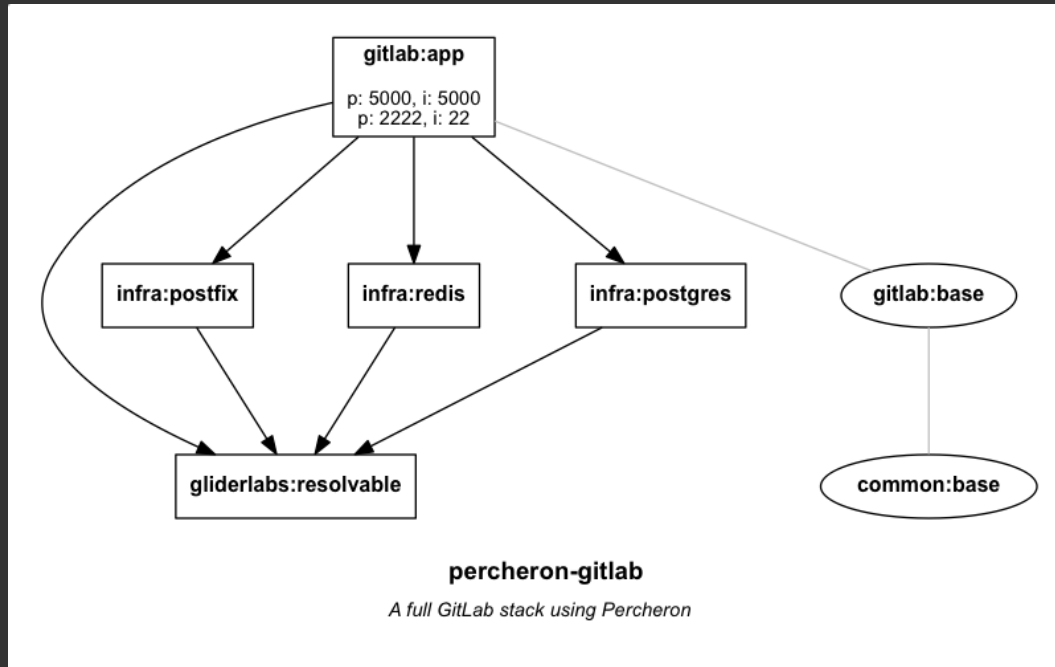 gitlab:app
p: 5000, i: 5000
p: 2222, i: 22
infra:postfix
infra:redis
infra:postgres
gitlab:base
gliderlabs:resolvable
common:base
percheron-gitlab
A full GitLab stack using Percheron